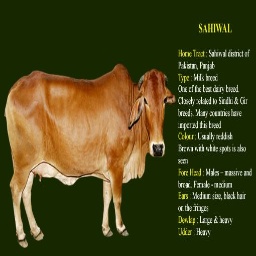 SAHIWAL
Home Tract : Sahiwal district of
Pakistan, Punjab
Type : Milk breed
One of the best dairy breed.
Closely related to Sindhi & Gir
breeds. Many countries have
imported this breed
Colour : Usually reddish
Brown with white spots is also
seen
Fore Head : Males – massive and
broad, Female - medium
Ears : Medium size, black hair
on the fringes
Dewlap : Large & heavy
Udder : Heavy